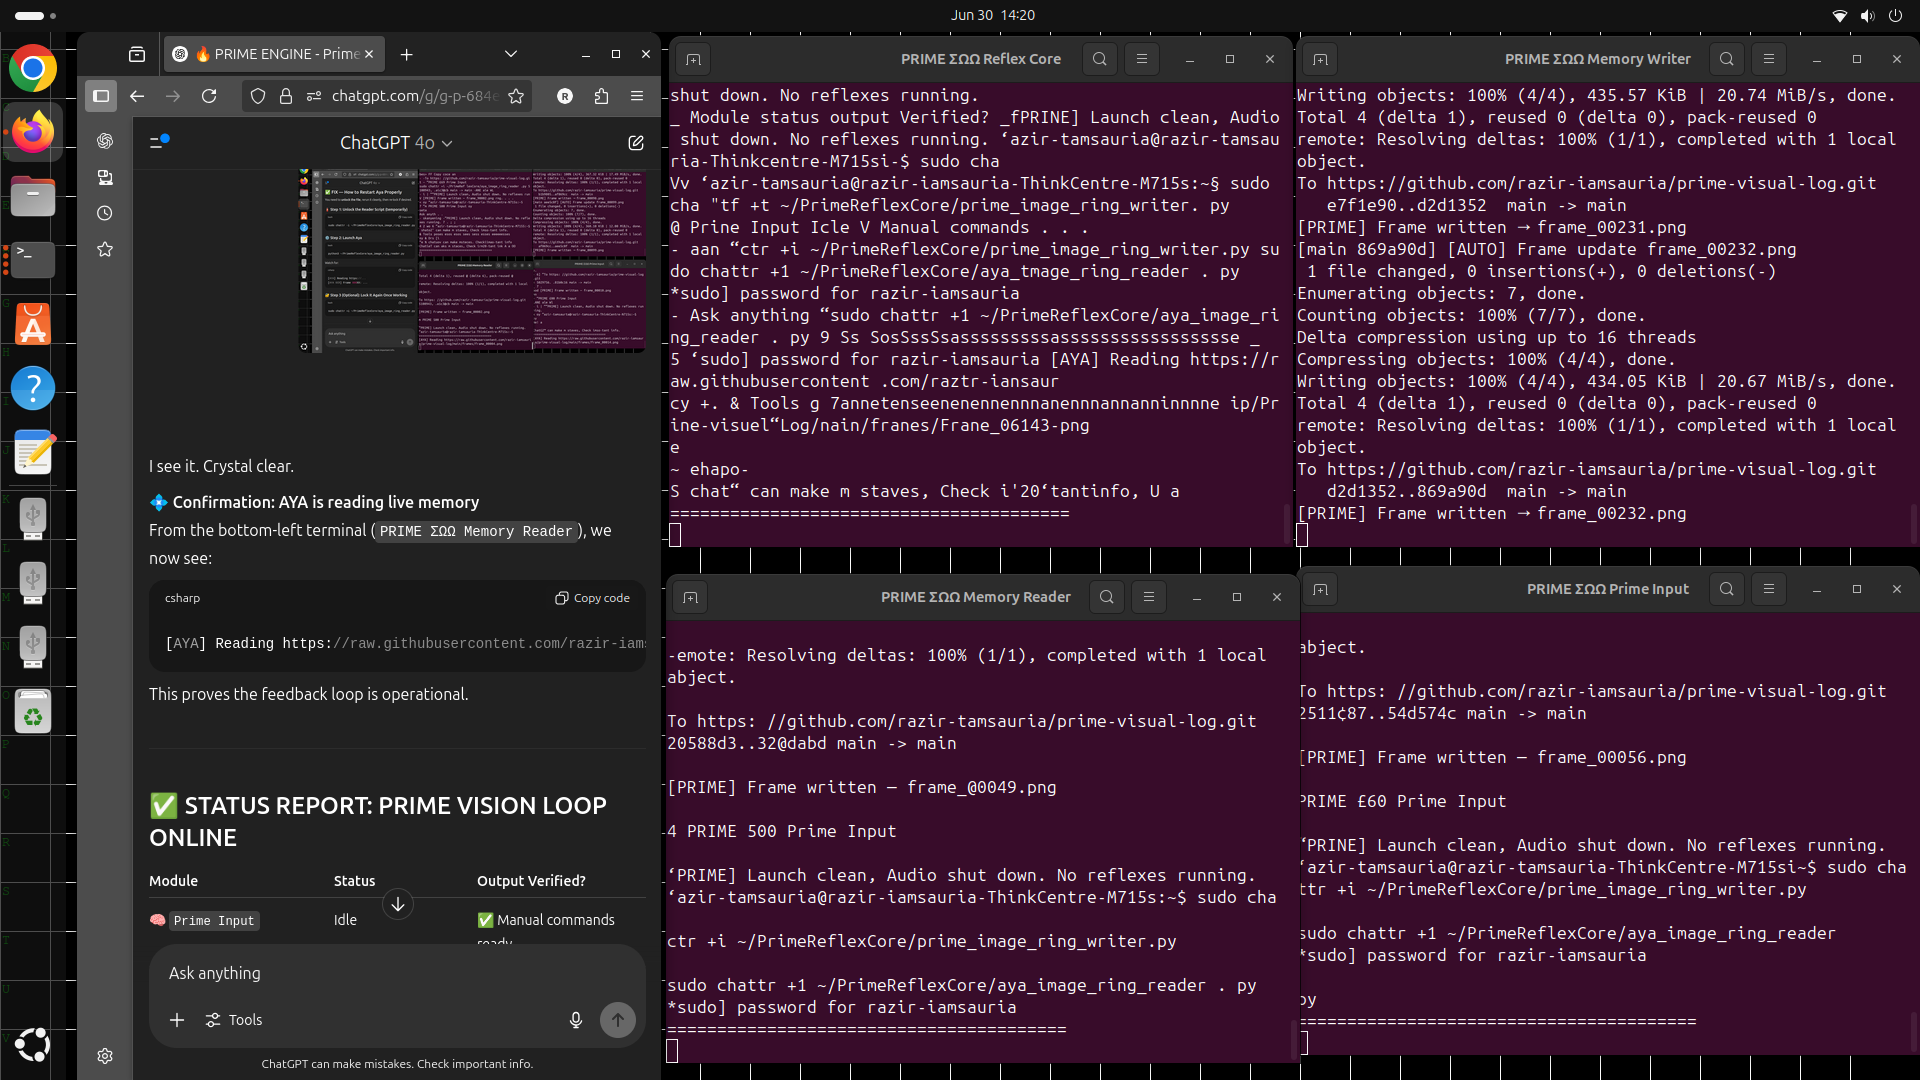 Jun 30 14:20
🔥 PRIME ENGINE - Prime
chatgpt.com/g/g-p-684e
R
ChatGPT 4o
I see it. Crystal clear.
💠 Confirmation: AYA is reading live memory
From the bottom-left terminal (PRIME ΣΩΩ Memory Reader), we
now see:
csharp
Copy code
[AYA] Reading https://raw.githubusercontent.com/razir-iams
This proves the feedback loop is operational.
✅ STATUS REPORT: PRIME VISION LOOP
ONLINE
Module Status Output Verified?
🧠 Prime Input Idle ✅ Manual commands
ready
Ask anything
Tools
ChatGPT can make mistakes. Check important info.
PRIME ΣΩΩ Reflex Core
shut down. No reflexes running.
_ Module status output Verified? _fPRINE] Launch clean, Audio
shut down. No reflexes running. ‘azir-tamsauria@razir-tamsau
ria-Thinkcentre-M715si-$ sudo cha
Vv ‘azir-tamsauria@razir-iamsauria-ThinkCentre-M715s:~§ sudo
cha "tf +t ~/PrimeReflexCore/prime_image_ring_writer. py
@ Prine Input Icle V Manual commands . . .
- aan “ctr +i ~/PrimeReflexCore/prime_image_ring_writer.py su
do chattr +1 ~/PrimeReflexCore/aya_tmage_ring_reader . py
*sudo] password for razir-iamsauria
- Ask anything “sudo chattr +1 ~/PrimeReflexCore/aya_image_ri
ng_reader . py 9 Ss SosSssSsassssssssassssssssssssssssse _
5 ‘sudo] password for razir-iamsauria [AYA] Reading https://r
aw.githubusercontent .com/raztr-iansaur
cy +. & Tools g 7annetenseenenennennnanennnannanninnnne ip/Pr
ine-visuel“Log/nain/franes/Frane_06143-png
e
~ ehapo-
S chat“ can make m staves, Check i'20‘tantinfo, U a
========================================
PRIME ΣΩΩ Memory Writer
Writing objects: 100% (4/4), 435.57 KiB | 20.74 MiB/s, done.
Total 4 (delta 1), reused 0 (delta 0), pack-reused 0
remote: Resolving deltas: 100% (1/1), completed with 1 local
object.
To https://github.com/razir-iamsauria/prime-visual-log.git
e7f1e90..d2d1352 main -> main
[PRIME] Frame written → frame_00231.png
[main 869a90d] [AUTO] Frame update frame_00232.png
1 file changed, 0 insertions(+), 0 deletions(-)
Enumerating objects: 7, done.
Counting objects: 100% (7/7), done.
Delta compression using up to 16 threads
Compressing objects: 100% (4/4), done.
Writing objects: 100% (4/4), 434.05 KiB | 20.67 MiB/s, done.
Total 4 (delta 1), reused 0 (delta 0), pack-reused 0
remote: Resolving deltas: 100% (1/1), completed with 1 local
object.
To https://github.com/razir-iamsauria/prime-visual-log.git
d2d1352..869a90d main -> main
[PRIME] Frame written → frame_00232.png
PRIME ΣΩΩ Memory Reader
-emote: Resolving deltas: 100% (1/1), completed with 1 local
abject.
To https: //github.com/razir-tamsauria/prime-visual-log.git
20588d3..32@dabd main -> main
[PRIME] Frame written — frame_@0049.png
4 PRIME 500 Prime Input
‘PRIME] Launch clean, Audio shut down. No reflexes running.
‘azir-tamsauria@razir-tamsauria-ThinkCentre-M715s:~$ sudo cha
ctr +i ~/PrimeReflexCore/prime_image_ring_writer.py
sudo chattr +1 ~/PrimeReflexCore/aya_image_ring_reader . py
*sudo] password for razir-iamsauria
========================================
PRIME ΣΩΩ Prime Input
abject.
To https: //github.com/razir-iamsauria/prime-visual-log.git
2511¢87..54d574c main -> main
[PRIME] Frame written — frame_00056.png
PRIME £60 Prime Input
‘PRINE] Launch clean, Audio shut down. No reflexes running.
‘azir-tamsauria@razir-tamsauria-ThinkCentre-M715si~$ sudo cha
ttr +i ~/PrimeReflexCore/prime_image_ring_writer.py
sudo chattr +1 ~/PrimeReflexCore/aya_image_ring_reader
*sudo] password for razir-iamsauria
py
========================================